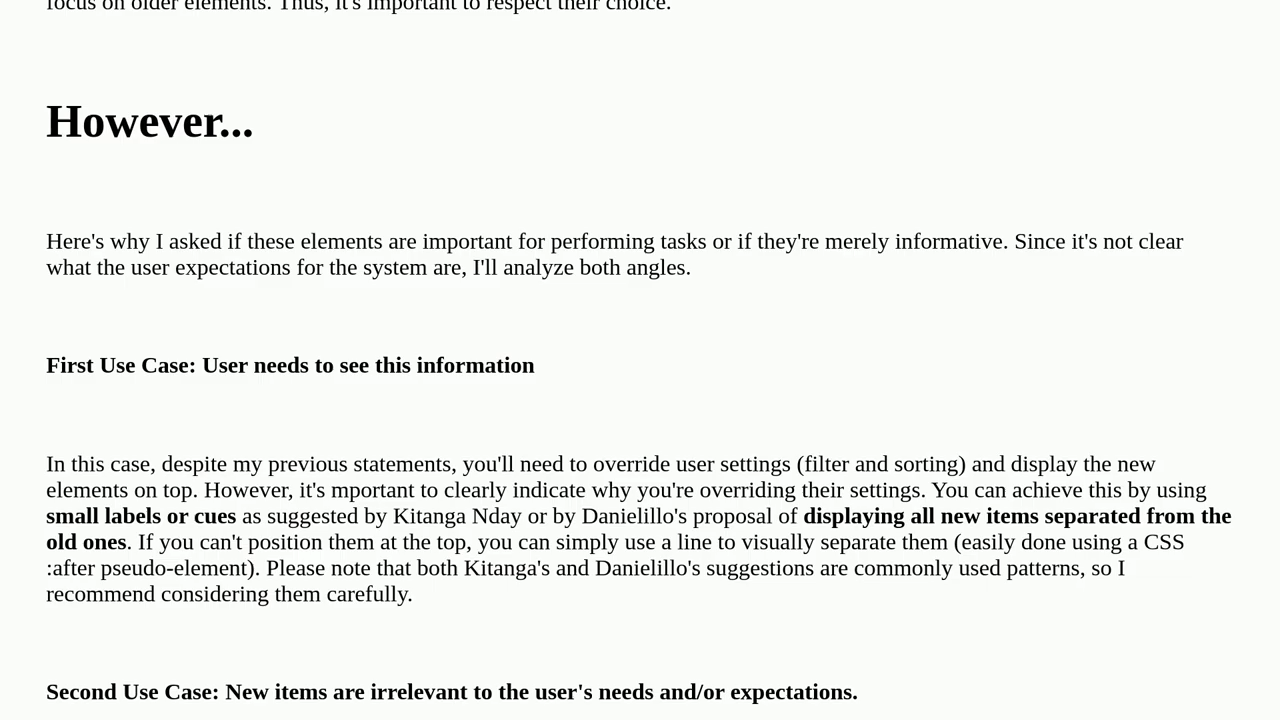 focus on older elements. Thus, it's important to respect their choice.
However...
Here's why I asked if these elements are important for performing tasks or if they're merely informative. Since it's not clear
what the user expectations for the system are, I'll analyze both angles.
First Use Case: User needs to see this information
In this case, despite my previous statements, you'll need to override user settings (filter and sorting) and display the new
elements on top. However, it's mportant to clearly indicate why you're overriding their settings. You can achieve this by using
small labels or cues as suggested by Kitanga Nday or by Danielillo's proposal of displaying all new items separated from the
old ones. If you can't position them at the top, you can simply use a line to visually separate them (easily done using a CSS
:after pseudo-element). Please note that both Kitanga's and Danielillo's suggestions are commonly used patterns, so I
recommend considering them carefully.
Second Use Case: New items are irrelevant to the user's needs and/or expectations.